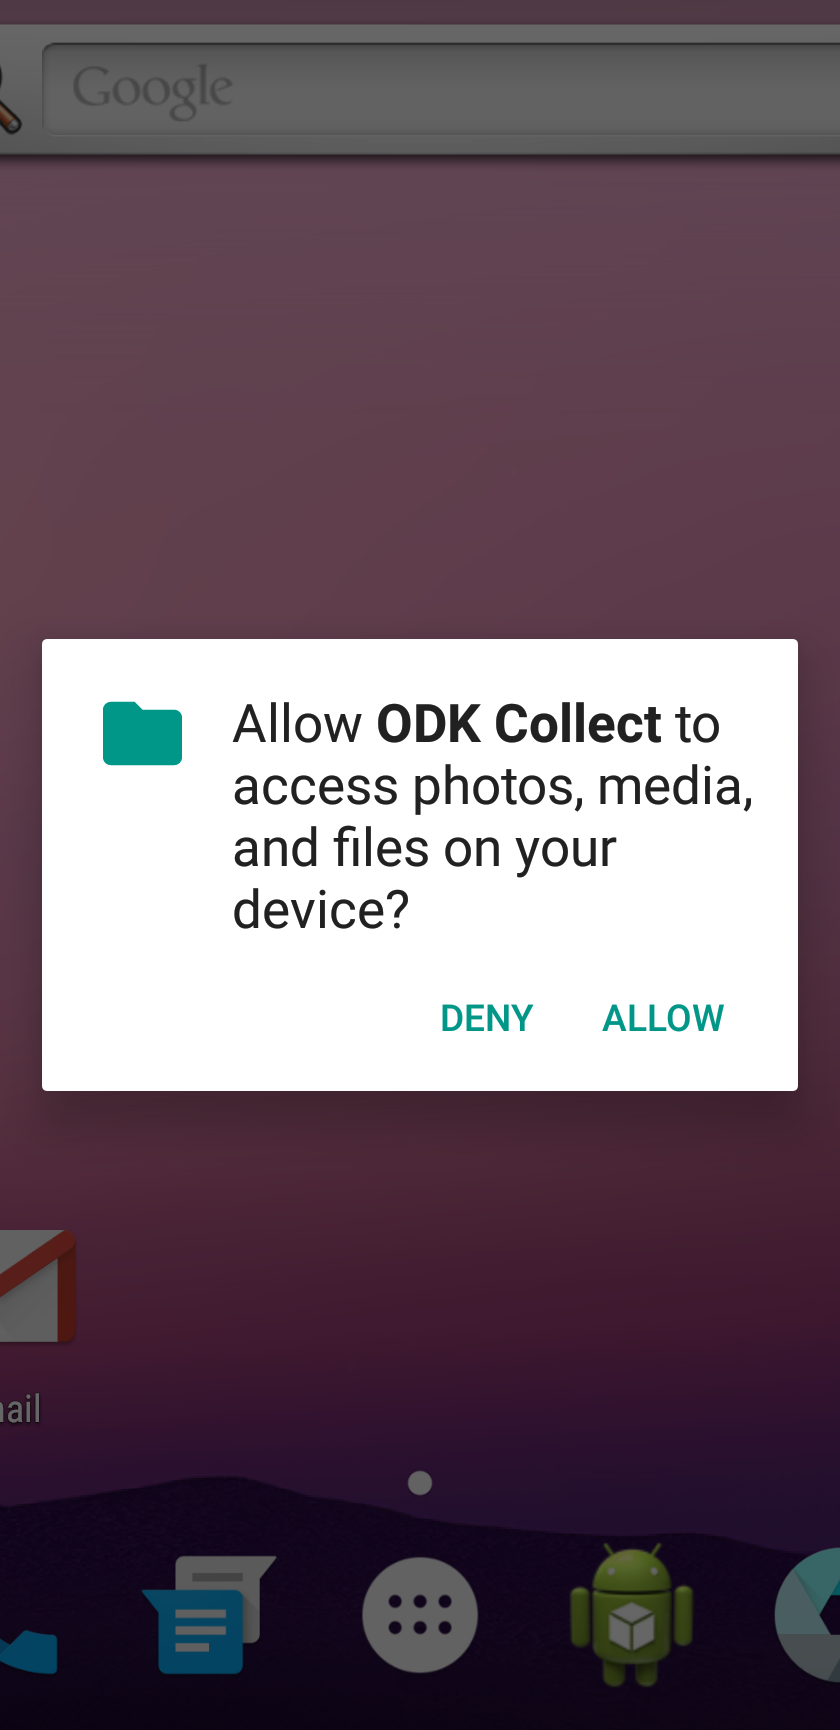 Google
Allow ODK Collect to
access photos, media,
and files on your
device?
DENY ALLOW
ail